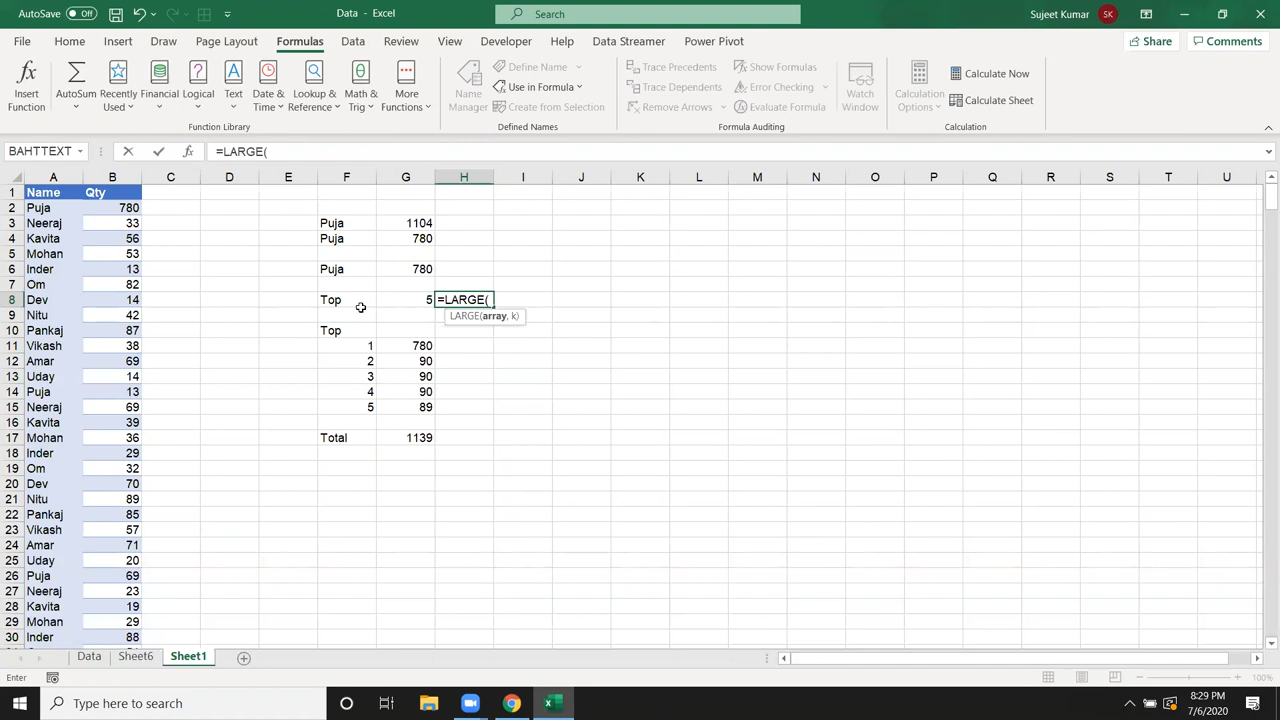 AutoSave Off Data - Excel Search Sujeet Kumar SK
File Home Insert Draw Page Layout Formulas Data Review View Developer Help Data Streamer Power Pivot Share Comments
Insert Function AutoSum Recently Used Financial Logical Text Date & Time Lookup & Reference Math & Trig More Functions Name Manager Define Name Use in Formula Create from Selection Trace Precedents Trace Dependents Remove Arrows Show Formulas Error Checking Evaluate Formula Watch Window Calculation Options Calculate Now Calculate Sheet
Function Library Defined Names Formula Auditing Calculation
BAHTTEXT fx =LARGE(
A B C D E F G H I J K L M N O P Q R S T U
1 Name Qty
2 Puja 780
3 Neeraj 33 Puja 1104
4 Kavita 56 Puja 780
5 Mohan 53
6 Inder 13 Puja 780
7 Om 82
8 Dev 14 Top 5 =LARGE(
9 Nitu 42 LARGE(array, k)
10 Pankaj 87 Top
11 Vikash 38 1 780
12 Amar 69 2 90
13 Uday 14 3 90
14 Puja 13 4 90
15 Neeraj 69 5 89
16 Kavita 39
17 Mohan 36 Total 1139
18 Inder 29
19 Om 32
20 Dev 70
21 Nitu 89
22 Pankaj 85
23 Vikash 57
24 Amar 71
25 Uday 20
26 Puja 69
27 Neeraj 23
28 Kavita 19
29 Mohan 29
30 Inder 88
Data Sheet6 Sheet1
Enter 100%
Type here to search 8:29 PM
7/6/2020